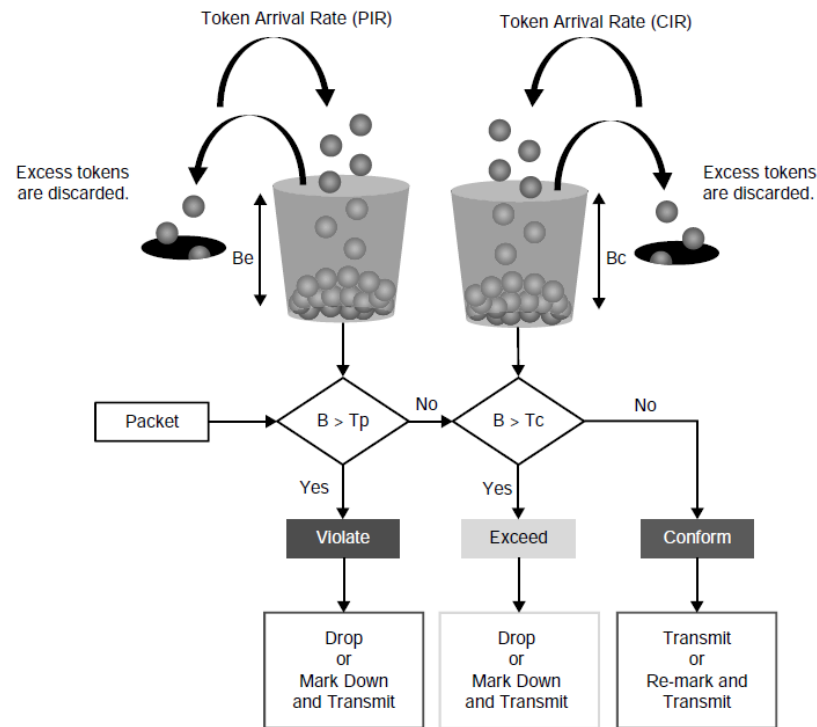 Token Arrival Rate (PIR)
Token Arrival Rate (CIR)
Excess tokens
are discarded.
Excess tokens
are discarded.
Be
Bc
Packet
B > Tp
No
B > Tc
No
Yes
Yes
Violate
Exceed
Conform
Drop
or
Mark Down
and Transmit
Drop
or
Mark Down
and Transmit
Transmit
or
Re-mark and
Transmit